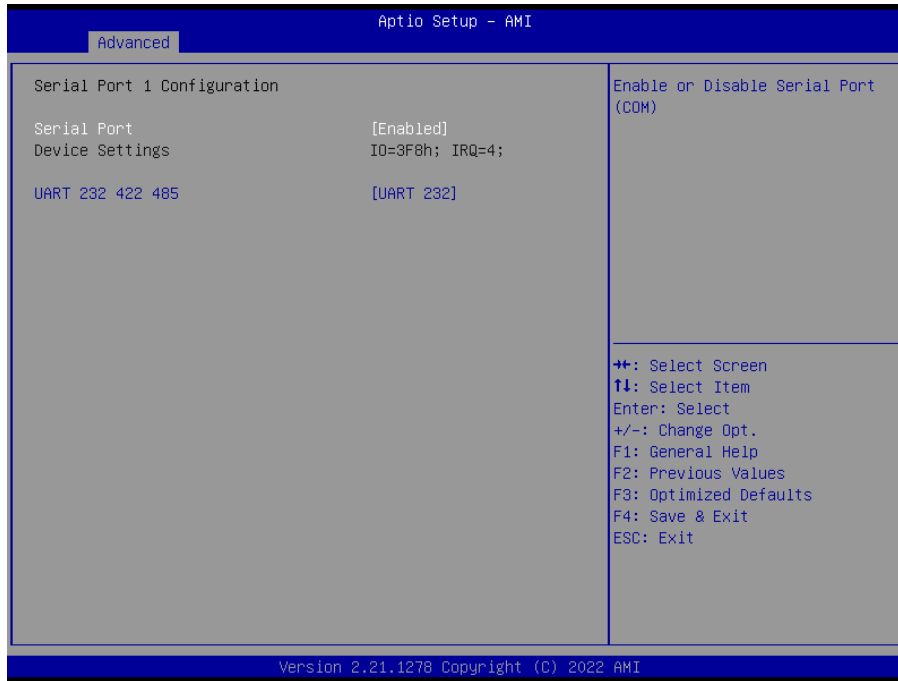 Aptio Setup – AMI
Advanced
Serial Port 1 Configuration
Serial Port [Enabled]
Device Settings IO=3F8h; IRQ=4;
UART 232 422 485 [UART 232]
Enable or Disable Serial Port
(COM)
→←: Select Screen
↑↓: Select Item
Enter: Select
+/-: Change Opt.
F1: General Help
F2: Previous Values
F3: Optimized Defaults
F4: Save & Exit
ESC: Exit
Version 2.21.1278 Copyright (C) 2022 AMI